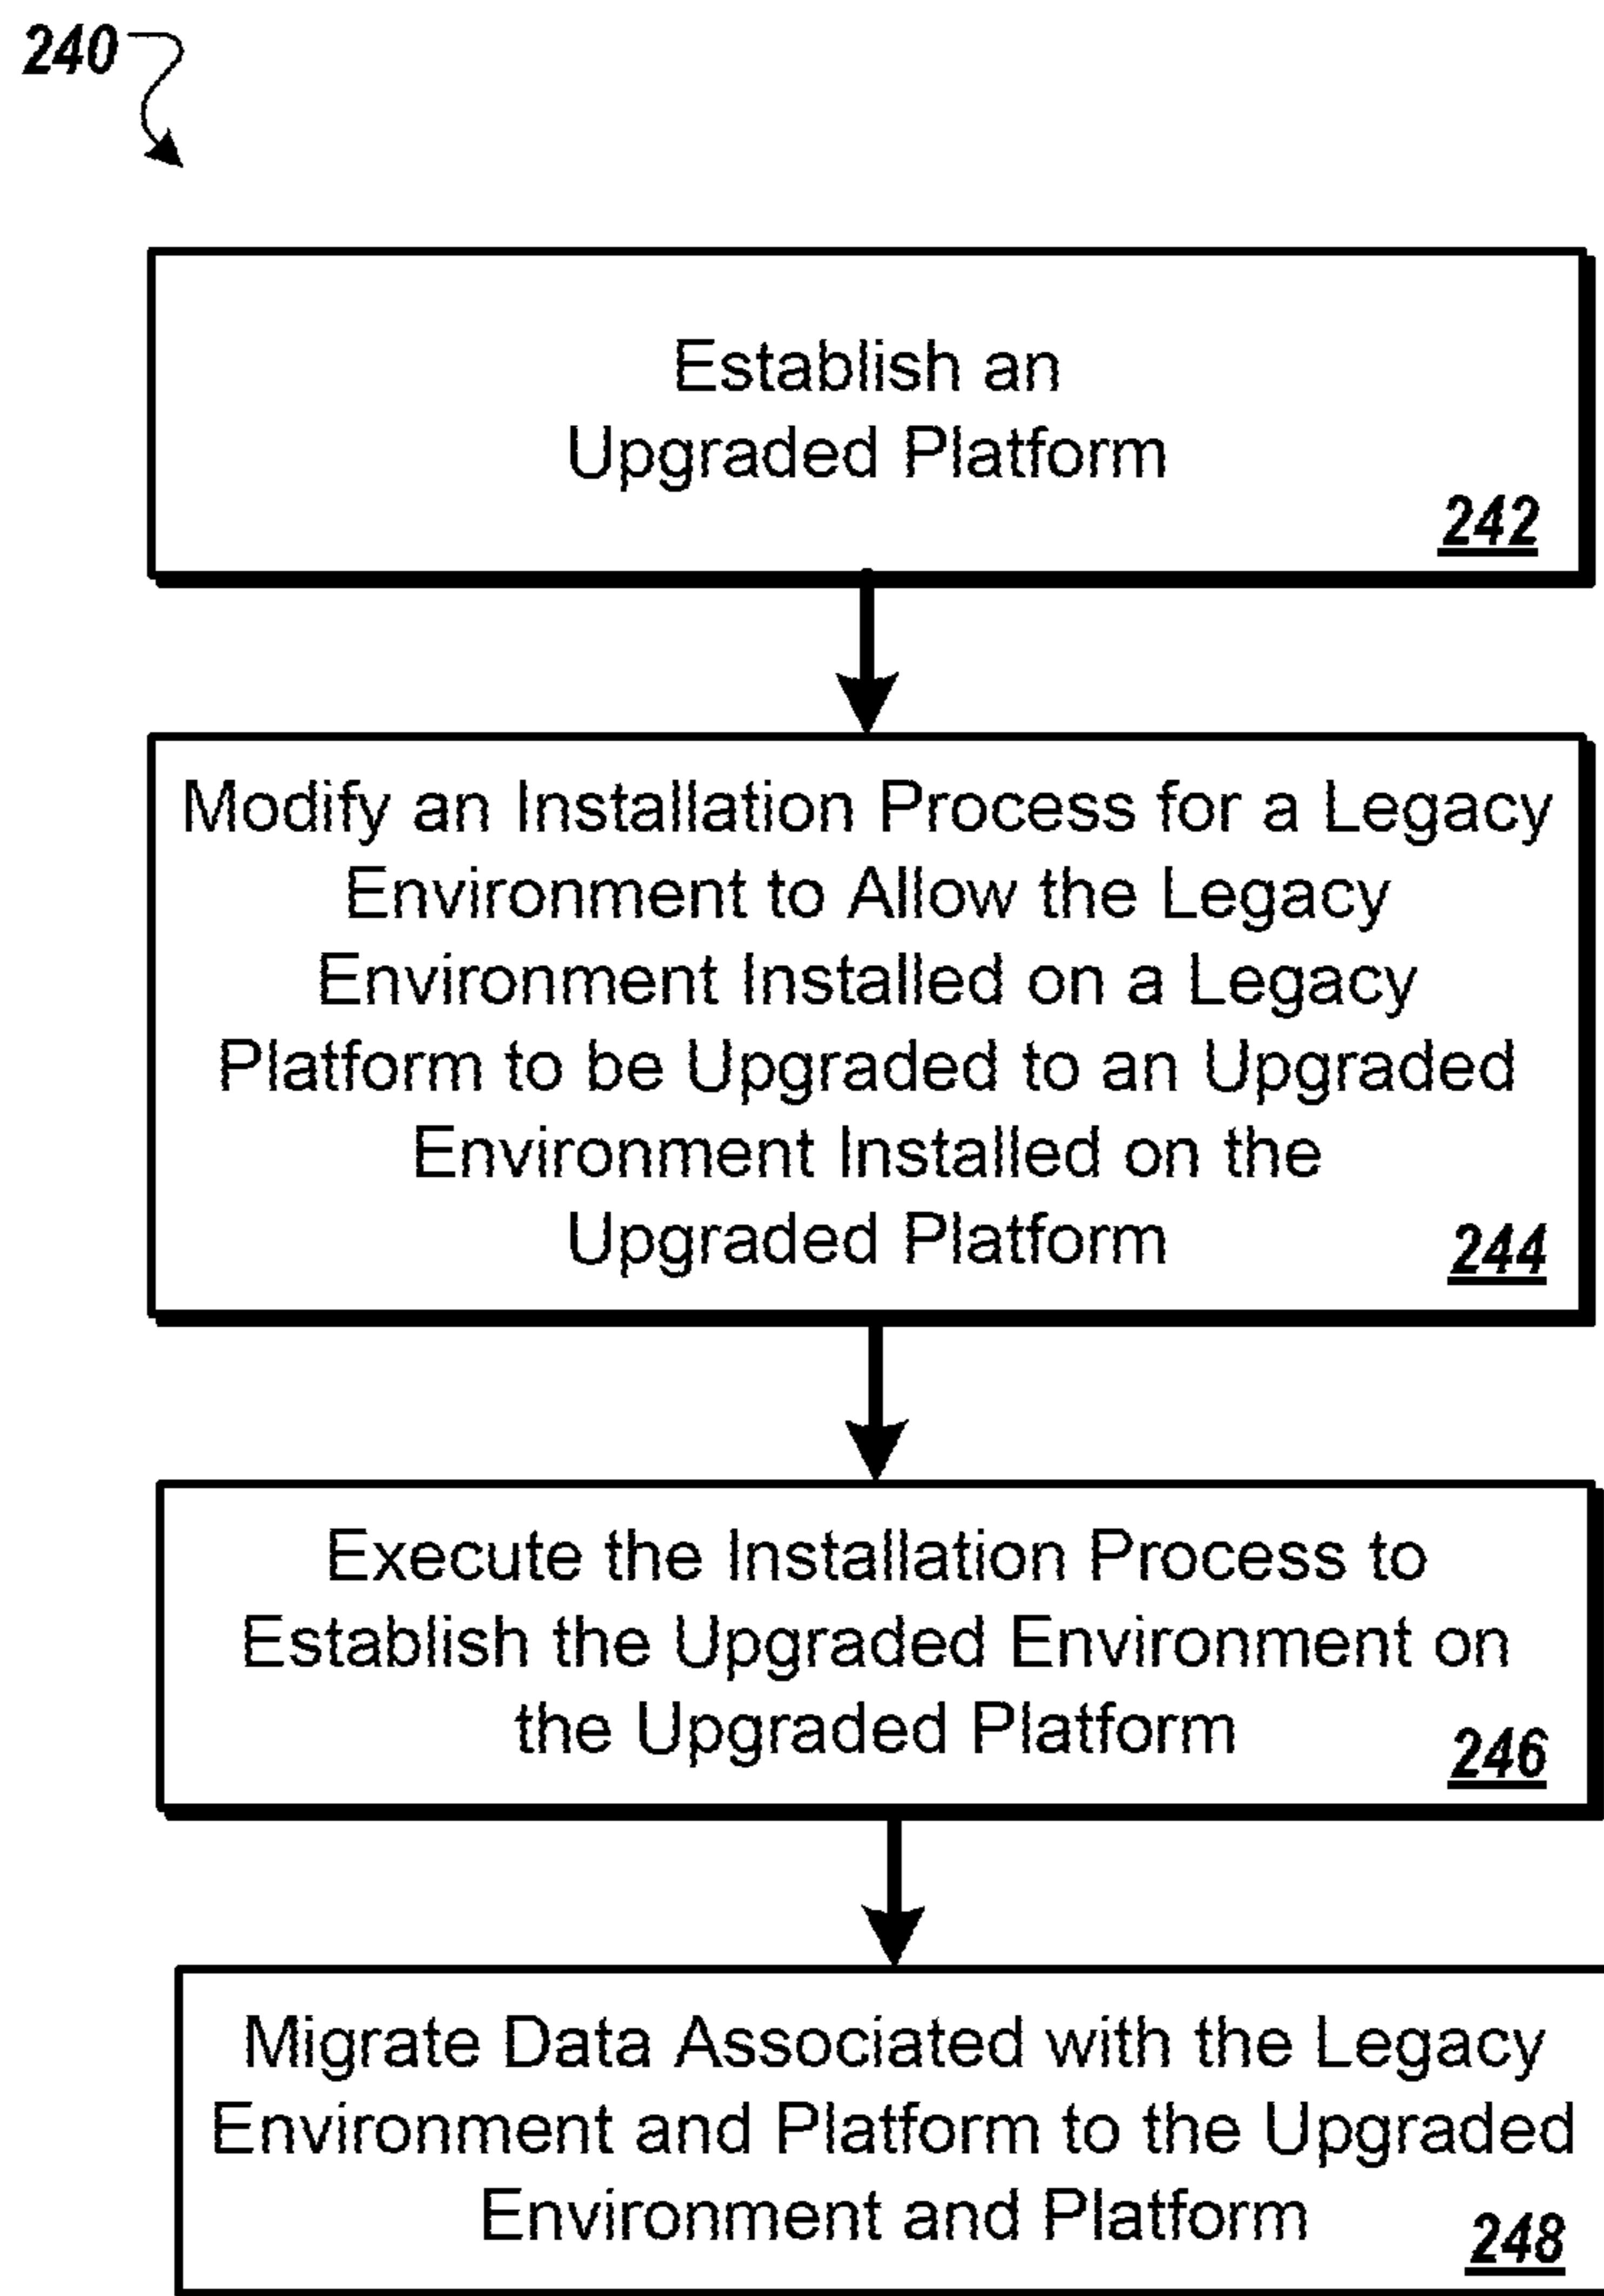 240
Establish an
Upgraded Platform
242
Modify an Installation Process for a Legacy
Environment to Allow the Legacy
Environment Installed on a Legacy
Platform to be Upgraded to an Upgraded
Environment Installed on the
Upgraded Platform
244
Execute the Installation Process to
Establish the Upgraded Environment on
the Upgraded Platform
246
Migrate Data Associated with the Legacy
Environment and Platform to the Upgraded
Environment and Platform
248